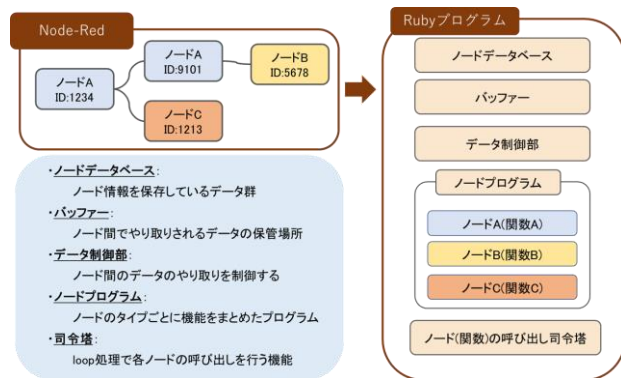 Node-Red
ノードA
ID:1234
ノードA
ID:9101
ノードB
ID:5678
ノードC
ID:1213
・ノードデータベース:
ノード情報を保存しているデータ群
・バッファー:
ノード間でやり取りされるデータの保管場所
・データ制御部:
ノード間のデータのやり取りを制御する
・ノードプログラム:
ノードのタイプごとに機能をまとめたプログラム
・司令塔:
loop処理で各ノードの呼び出しを行う機能
Rubyプログラム
ノードデータベース
バッファー
データ制御部
ノードプログラム
ノードA(関数A)
ノードB(関数B)
ノードC(関数C)
ノード(関数)の呼び出し司令塔